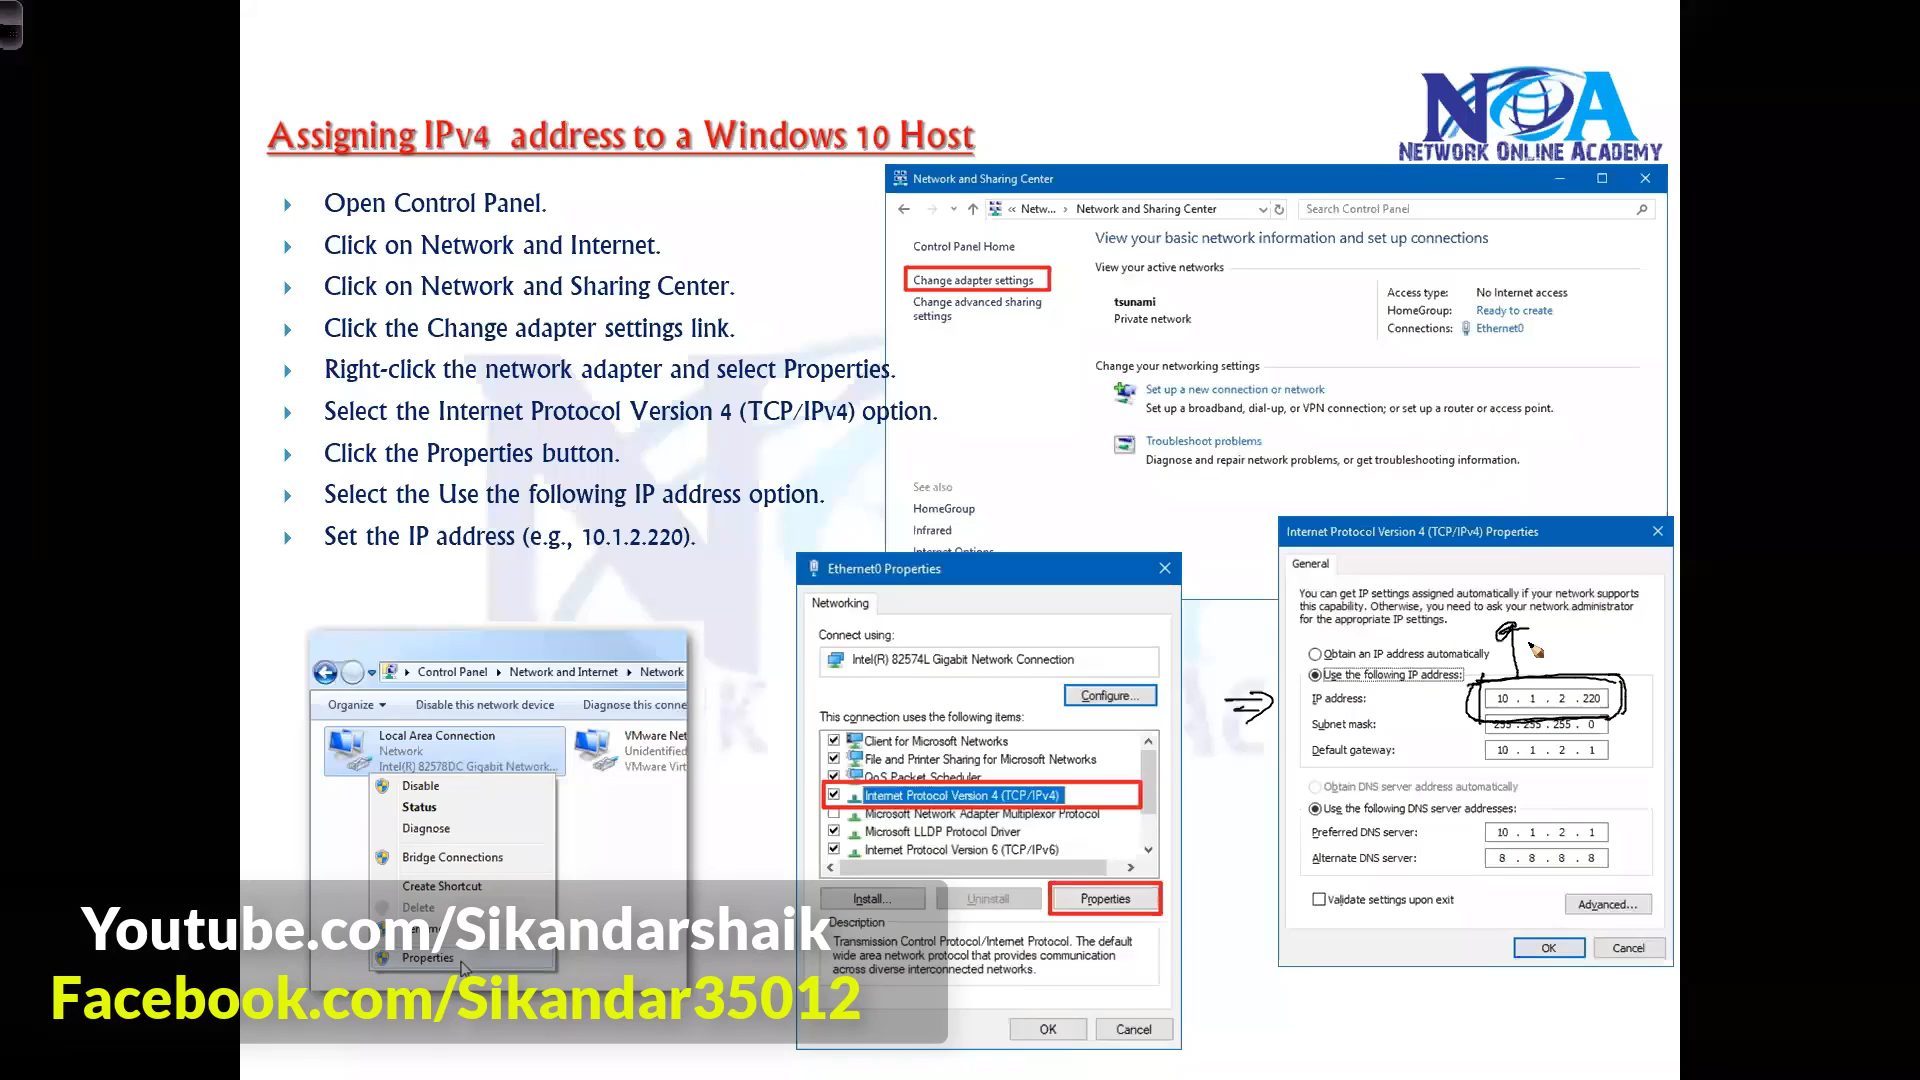 Assigning IPv4 address to a Windows 10 Host
NOA
NETWORK ONLINE ACADEMY
Open Control Panel.
Click on Network and Internet.
Click on Network and Sharing Center.
Click the Change adapter settings link.
Right-click the network adapter and select Properties.
Select the Internet Protocol Version 4 (TCP/IPv4) option.
Click the Properties button.
Select the Use the following IP address option.
Set the IP address (e.g., 10.1.2.220).
Network and Sharing Center
« Netw... › Network and Sharing Center
Search Control Panel
Control Panel Home
Change adapter settings
Change advanced sharing
settings
See also
HomeGroup
Infrared
Internet Options
View your basic network information and set up connections
View your active networks
tsunami
Private network
Access type: No Internet access
HomeGroup: Ready to create
Connections: Ethernet0
Change your networking settings
Set up a new connection or network
Set up a broadband, dial-up, or VPN connection; or set up a router or access point.
Troubleshoot problems
Diagnose and repair network problems, or get troubleshooting information.
Control Panel Network and Internet Network
Organize Disable this network device Diagnose this conne
Local Area Connection
Network
Intel(R) 82578DC Gigabit Network...
VMware Net
Unidentified
VMware Virt
Disable
Status
Diagnose
Bridge Connections
Create Shortcut
Delete
Properties
Ethernet0 Properties
Networking
Connect using:
Intel(R) 82574L Gigabit Network Connection
Configure...
This connection uses the following items:
Client for Microsoft Networks
File and Printer Sharing for Microsoft Networks
QoS Packet Scheduler
Internet Protocol Version 4 (TCP/IPv4)
Microsoft Network Adapter Multiplexor Protocol
Microsoft LLDP Protocol Driver
Internet Protocol Version 6 (TCP/IPv6)
Install... Uninstall Properties
Description
Transmission Control Protocol/Internet Protocol. The default
wide area network protocol that provides communication
across diverse interconnected networks.
OK Cancel
Internet Protocol Version 4 (TCP/IPv4) Properties
General
You can get IP settings assigned automatically if your network supports
this capability. Otherwise, you need to ask your network administrator
for the appropriate IP settings.
Obtain an IP address automatically
Use the following IP address:
IP address: 10 . 1 . 2 . 220
Subnet mask: 255 . 255 . 255 . 0
Default gateway: 10 . 1 . 2 . 1
Obtain DNS server address automatically
Use the following DNS server addresses:
Preferred DNS server: 10 . 1 . 2 . 1
Alternate DNS server: 8 . 8 . 8 . 8
Validate settings upon exit
Advanced...
OK Cancel
Youtube.com/Sikandarshaik
Facebook.com/Sikandar35012